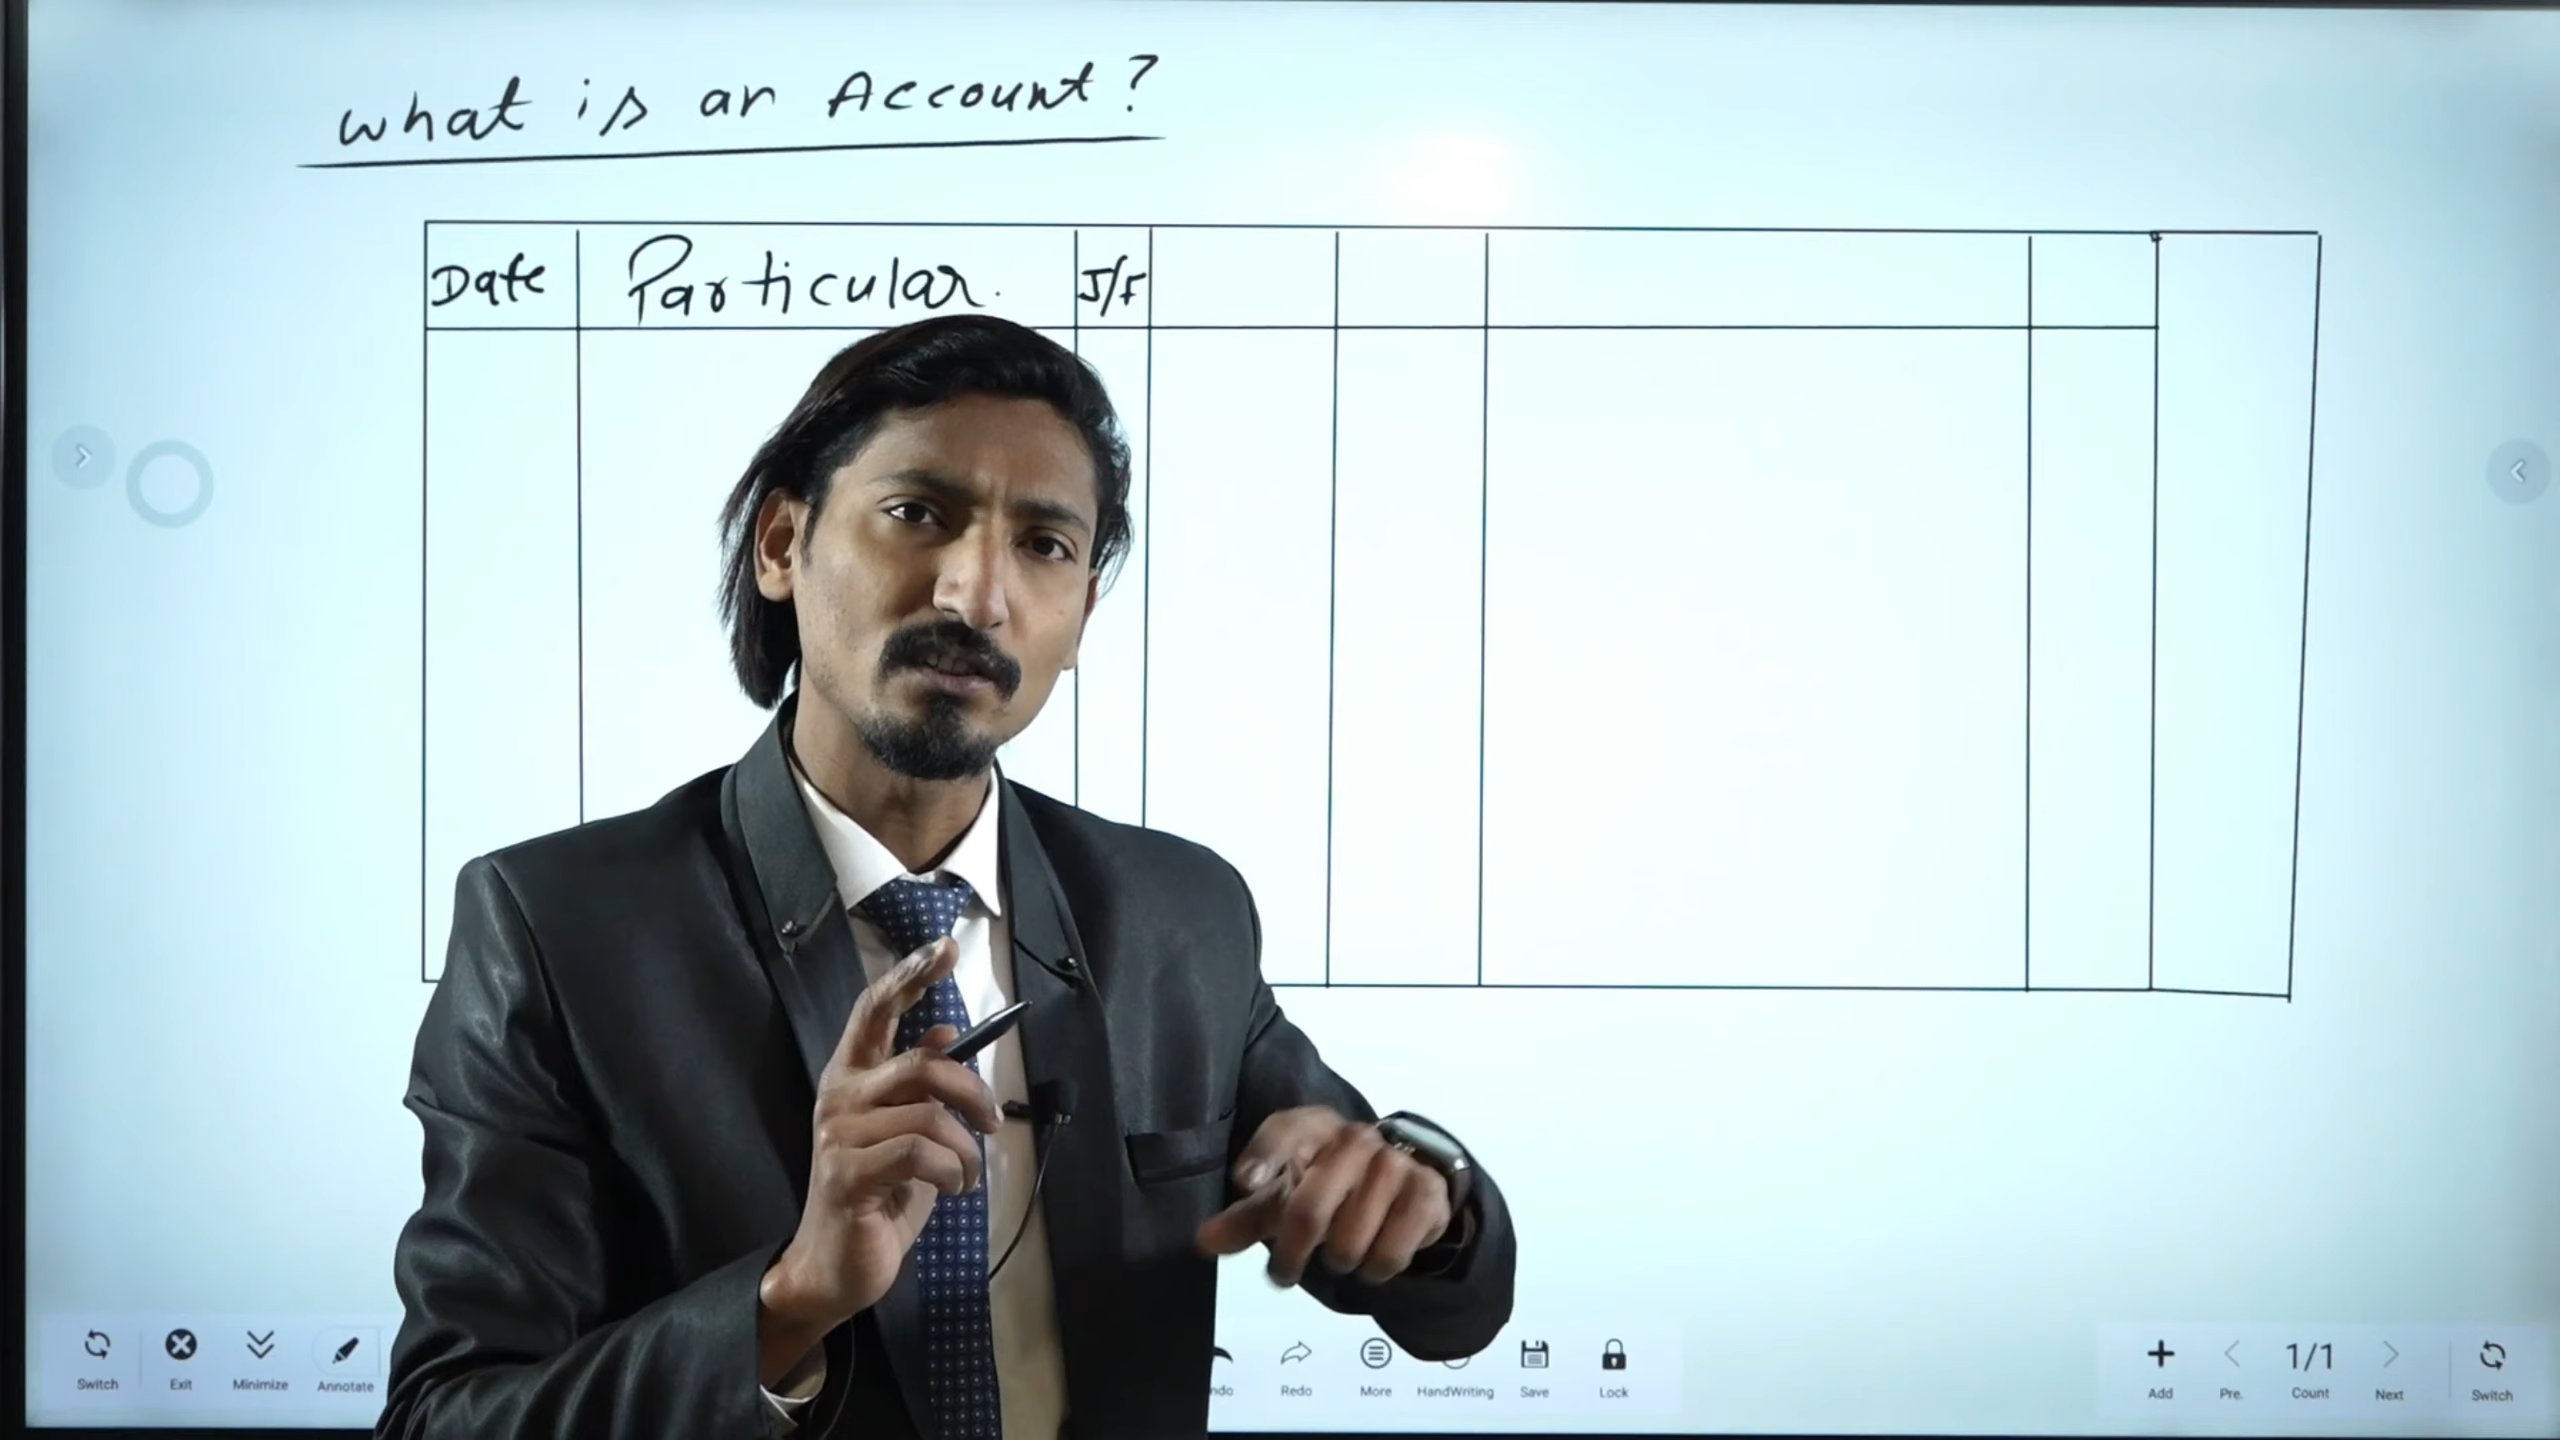 What is an Account?
Date Particular. J/F
Switch Exit Minimize Annotate ndo Redo More HandWriting Save Lock 1/1 Add Pre. Count Next Switch